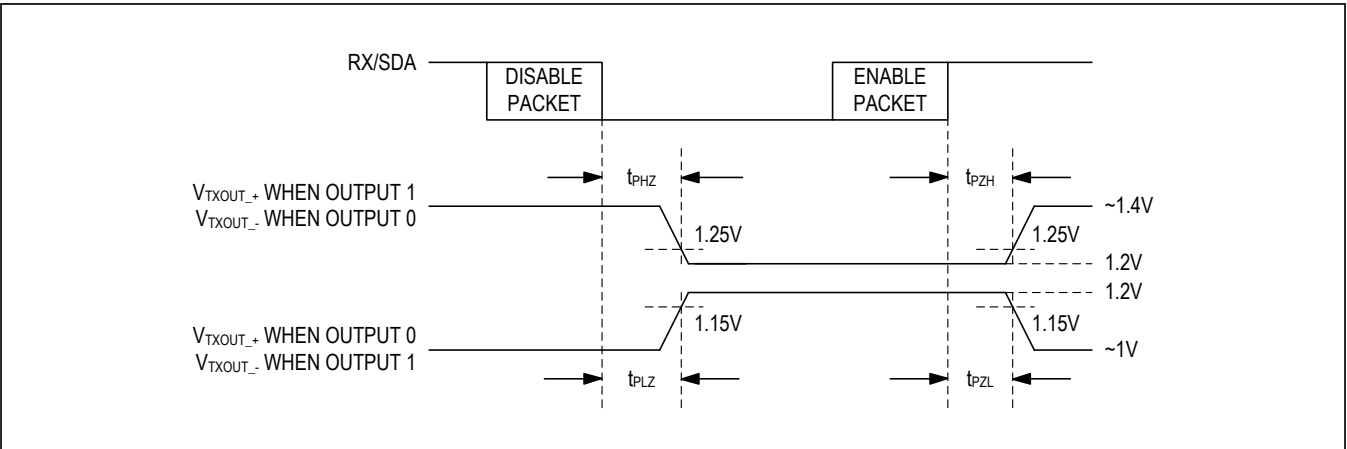 RX/SDA
DISABLE
PACKET
ENABLE
PACKET
tPHZ
tPZH
VTXOUT_+ WHEN OUTPUT 1
VTXOUT_- WHEN OUTPUT 0
~1.4V
1.25V
1.25V
1.2V
1.2V
1.15V
1.15V
VTXOUT_+ WHEN OUTPUT 0
VTXOUT_- WHEN OUTPUT 1
~1V
tPLZ
tPZL